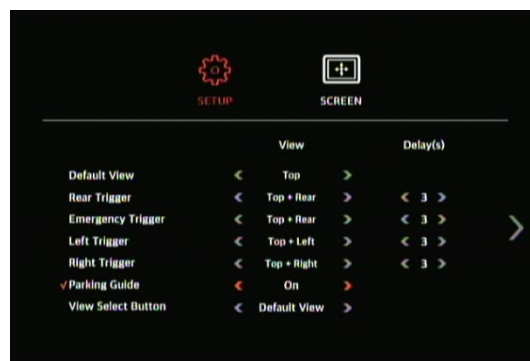 SETUP SCREEN
View Delay(s)
Default View < Top >
Rear Trigger < Top + Rear > < 3 >
Emergency Trigger < Top + Rear > < 3 >
Left Trigger < Top + Left > < 3 >
Right Trigger < Top + Right > < 3 >
√ Parking Guide < On >
View Select Button < Default View >